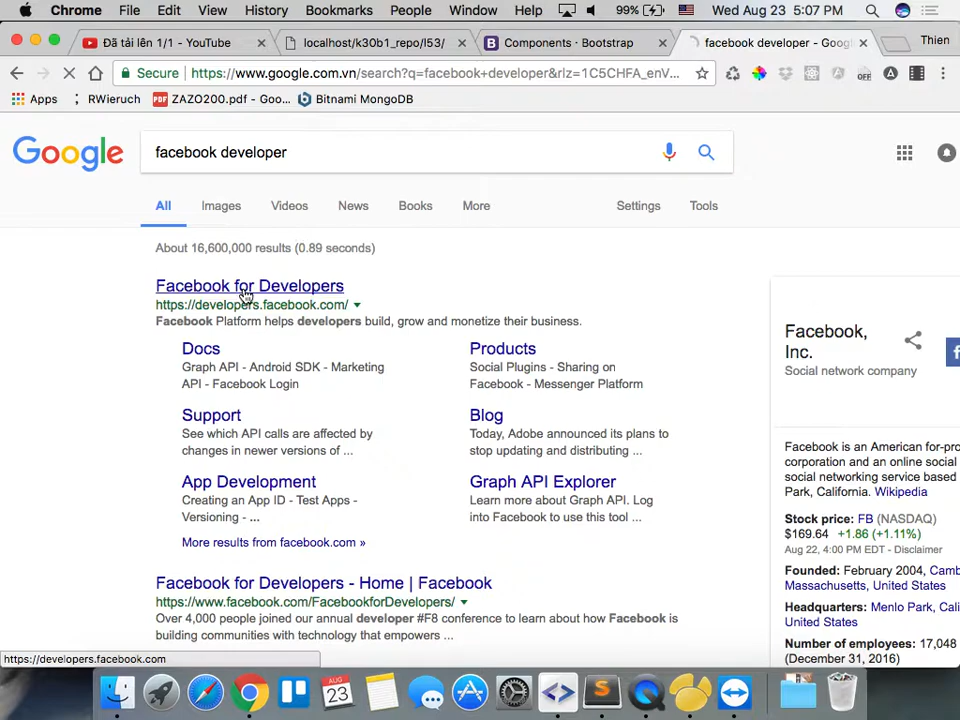 Chrome File Edit View History Bookmarks People Window Help 99% Wed Aug 23 5:07 PM
Đã tải lên 1/1 - YouTube localhost/k30b1_repo/l53/ Components · Bootstrap facebook developer - Goog Thien
Secure https://www.google.com.vn/search?q=facebook+developer&rlz=1C5CHFA_enV... OFF
Apps RWieruch PDF ZAZO200.pdf - Goo... Bitnami MongoDB
Google facebook developer
All Images Videos News Books More Settings Tools
About 16,600,000 results (0.89 seconds)
Facebook for Developers
https://developers.facebook.com/
Facebook Platform helps developers build, grow and monetize their business.
Docs
Graph API - Android SDK - Marketing
API - Facebook Login
Products
Social Plugins - Sharing on
Facebook - Messenger Platform
Support
See which API calls are affected by
changes in newer versions of ...
Blog
Today, Adobe announced its plans to
stop updating and distributing ...
App Development
Creating an App ID - Test Apps -
Versioning - ...
Graph API Explorer
Learn more about Graph API. Log
into Facebook to use this tool ...
More results from facebook.com »
Facebook for Developers - Home | Facebook
https://www.facebook.com/FacebookforDevelopers/
Over 4,000 people joined our annual developer #F8 conference to learn about how Facebook is
building communities with technology that empowers ...
Facebook,
Inc.
Social network company
Facebook is an American for-pro
corporation and an online social
social networking service based
Park, California. Wikipedia
Stock price: FB (NASDAQ)
$169.64 +1.86 (+1.11%)
Aug 22, 4:00 PM EDT - Disclaimer
Founded: February 2004, Camb
Massachusetts, United States
Headquarters: Menlo Park, Cali
United States
Number of employees: 17,048
(December 31, 2016)
https://developers.facebook.com
AUG
23